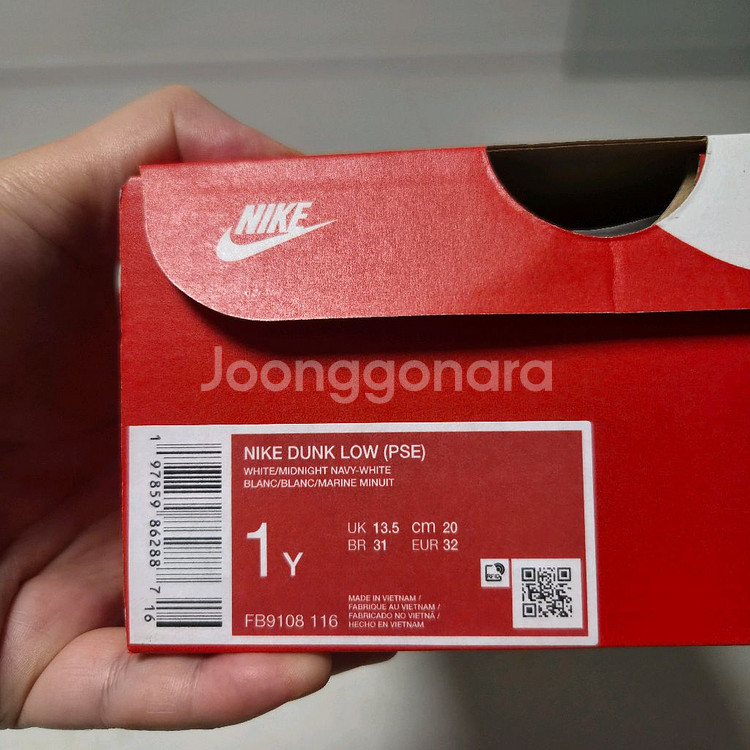 NIKE
Joonggonara
NIKE DUNK LOW (PSE)
WHITE/MIDNIGHT NAVY-WHITE
BLANC/BLANC/MARINE MINUIT
1 Y
UK 13.5 cm 20
BR 31 EUR 32
MADE IN VIETNAM /
FABRIQUE AU VIETNAM /
FABRICADO NO VIETNÃ /
HECHO EN VIETNAM
FB9108 116
1 97859 86288 7 16